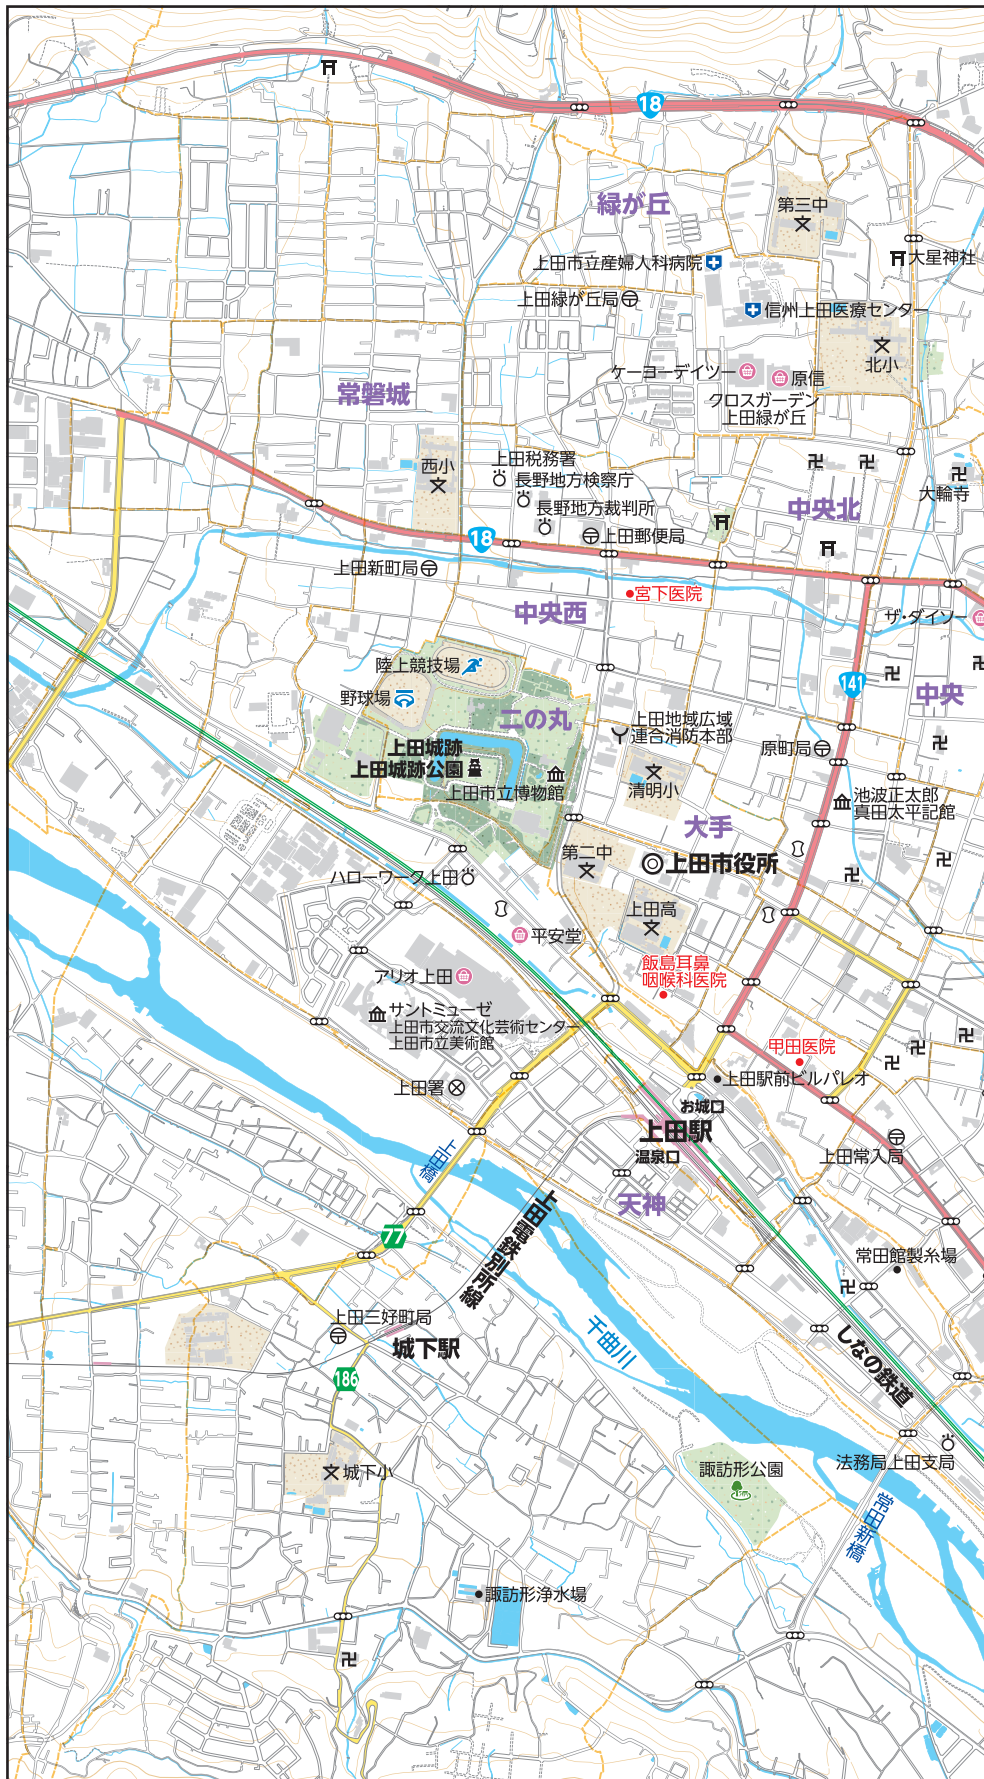 18
緑が丘
第三中
大星神社
上田市立産婦人科病院
上田緑が丘局
信州上田医療センター
北小
ケーヨーデイツー
原信
クロスガーデン
上田緑が丘
常磐城
西小
上田税務署
長野地方検察庁
長野地方裁判所
大輪寺
中央北
18
上田郵便局
上田新町局
宮下医院
中央西
ザ・ダイソー
陸上競技場
野球場
141
中央
二の丸
上田地域広域
連合消防本部
上田城跡
上田城跡公園
上田市立博物館
原町局
清明小
池波正太郎
真田太平記館
大手
第二中
上田市役所
ハローワーク上田
上田高
平安堂
アリオ上田
飯島耳鼻
咽喉科医院
サントミューゼ
上田市交流文化芸術センター
上田市立美術館
甲田医院
上田署
上田駅前ビルパレオ
お城口
上田駅
温泉口
上田橋
上田常入局
天神
上田電鉄別所線
77
常田館製糸場
上田三好町局
城下駅
千曲川
しなの鉄道
186
城下小
諏訪形公園
法務局上田支局
常田新橋
諏訪形浄水場